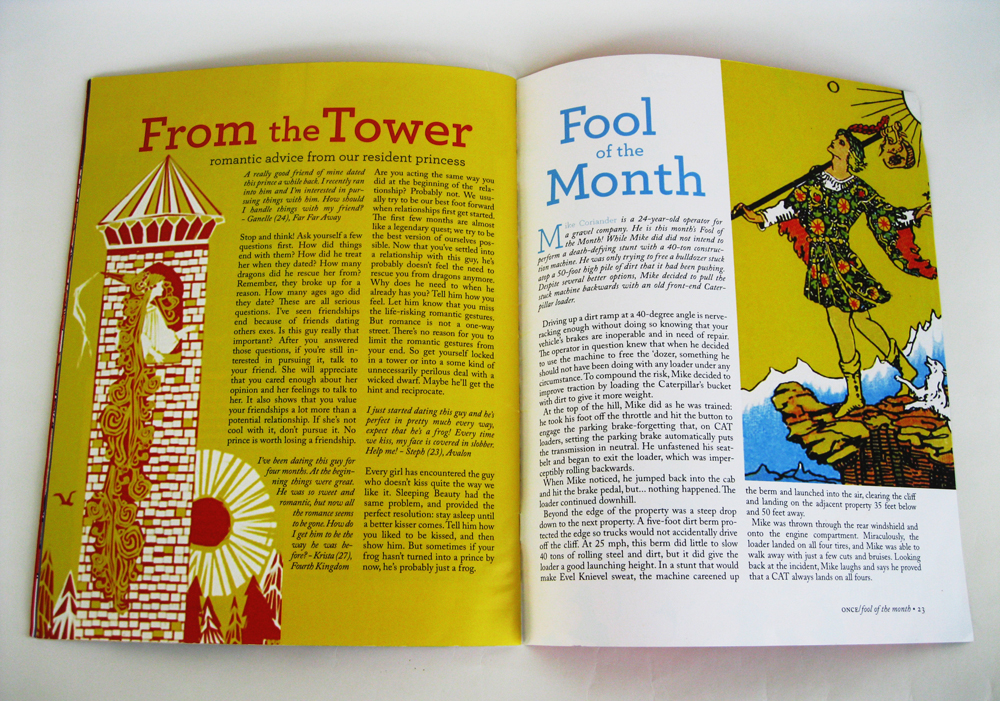 From the Tower
romantic advice from our resident princess
A really good friend of mine dated
this prince a while back. I recently ran
into him and I'm interested in pur-
suing things with him. How should
I handle things with my friend?
- Ganelle (24), Far Far Away
Stop and think! Ask yourself a few
questions first. How did things
end with them? How did he treat
her when they dated? How many
dragons did he rescue her from?
Remember, they broke up for a
reason. How many ages ago did
they date? These are all serious
questions. I've seen friendships
end because of friends dating
others exes. Is this guy really that
important? After you answered
those questions, if you're still in-
terested in pursuing it, talk to
your friend. She will appreciate
that you cared enough about her
opinion and her feelings to talk to
her. It also shows that you value
your friendships a lot more than a
potential relationship. If she's not
cool with it, don't pursue it. No
prince is worth losing a friendship.
I've been dating this guy for
four months. At the begin-
ning things were great.
He was so sweet and
romantic, but now all
the romance seems
to be gone. How do
I get him to be the
way he was be-
fore? - Krista (27),
Fourth Kingdom
Are you acting the same way you
did at the beginning of the rela-
tionship? Probably not. We usu-
ally try to be our best foot forward
when relationships first get started.
The first few months are almost
like a legendary quest; we try to be
the best version of ourselves pos-
sible. Now that you've settled into
a relationship with this guy, he's
probably doesn't feel the need to
rescue you from dragons anymore.
Why does he need to when he
already has you? Tell him how you
feel. Let him know that you miss
the life-risking romantic gestures.
But romance is not a one-way
street. There's no reason for you to
limit the romantic gestures from
your end. So get yourself locked
in a tower or into a some kind of
unnecessarily perilous deal with a
wicked dwarf. Maybe he'll get the
hint and reciprocate.
I just started dating this guy and he's
perfect in pretty much every way,
expect that he's a frog! Every time
we kiss, my face is covered in slobber.
Help me! - Steph (23), Avalon
Every girl has encountered the guy
who doesn't kiss quite the way we
like it. Sleeping Beauty had the
same problem, and provided the
perfect resolution: stay asleep until
a better kisser comes. Tell him how
you liked to be kissed, and then
show him. But sometimes if your
frog hasn't turned into a prince by
now, he's probably just a frog.
Fool
of the
Month
Mike Coriander is a 24-year-old operator for
a gravel company. He is this month's Fool of
the Month! While Mike did did not intend to
perform a death-defying stunt with a 40-ton construc-
tion machine. He was only trying to free a bulldozer stuck
atop a 50-foot high pile of dirt that it had been pushing.
Despite several better options, Mike decided to pull the
stuck machine backwards with an old front-end Cater-
pillar loader.
Driving up a dirt ramp at a 40-degree angle is nerve-
racking enough without doing so knowing that your
vehicle's brakes are inoperable and in need of repair.
The operator in question knew that when he decided
to use the machine to free the 'dozer, something he
should not have been doing with any loader under any
circumstance. To compound the risk, Mike decided to
improve traction by loading the Caterpillar's bucket
with dirt to give it more weight.
At the top of the hill, Mike did as he was trained:
he took his foot off the throttle and hit the button to
engage the parking brake-forgetting that, on CAT
loaders, setting the parking brake automatically puts
the transmission in neutral. He unfastened his seat-
belt and began to exit the loader, which was imper-
ceptibly rolling backwards.
When Mike noticed, he jumped back into the cab
and hit the brake pedal, but... nothing happened. The
loader continued downhill.
Beyond the edge of the property was a steep drop
down to the next property. A five-foot dirt berm pro-
tected the edge so trucks would not accidentally drive
off the cliff. At 25 mph, this berm did little to slow
40 tons of rolling steel and dirt, but it did give the
loader a good launching height. In a stunt that would
make Evel Knievel sweat, the machine careened up
the berm and launched into the air, clearing the cliff
and landing on the adjacent property 35 feet below
and 50 feet away.
Mike was thrown through the rear windshield and
onto the engine compartment. Miraculously, the
loader landed on all four tires, and Mike was able to
walk away with just a few cuts and bruises. Looking
back at the incident, Mike laughs and says he proved
that a CAT always lands on all fours.
ONCE/fool of the month • 23
O